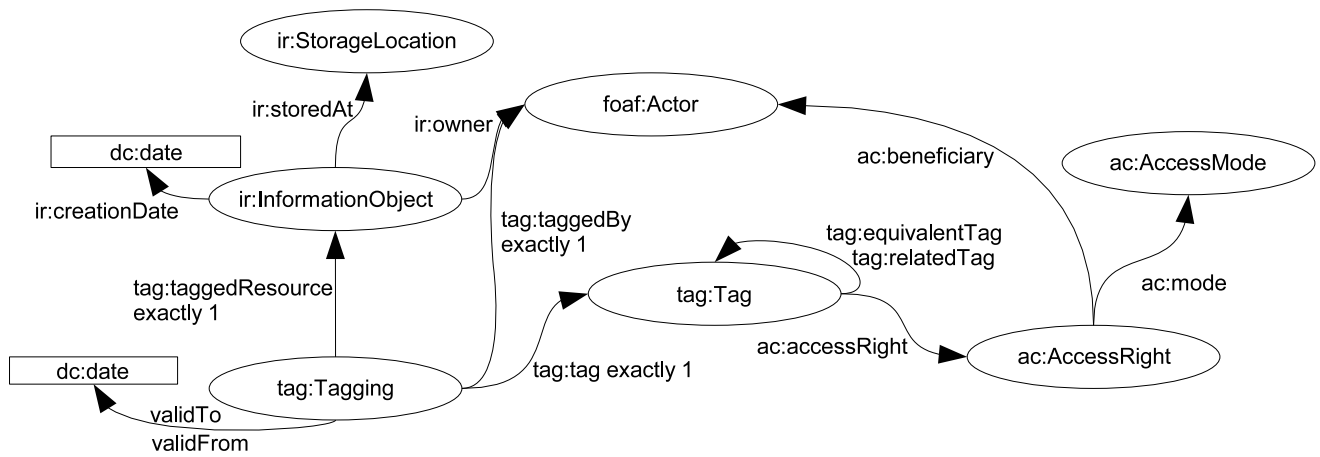 ir:StorageLocation
ir:storedAt
foaf:Actor
ir:owner
dc:date
ac:beneficiary
ac:AccessMode
ir:InformationObject
ir:creationDate
tag:taggedBy
exactly 1
tag:equivalentTag
tag:relatedTag
tag:taggedResource
exactly 1
tag:Tag
ac:mode
ac:accessRight
ac:AccessRight
dc:date
tag:Tagging
tag:tag exactly 1
validTo
validFrom